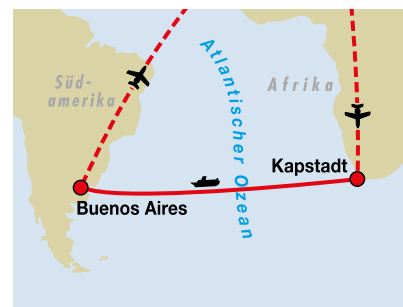 Süd-
amerika
Afrika
Atlantischer Ozean
Kapstadt
Buenos Aires